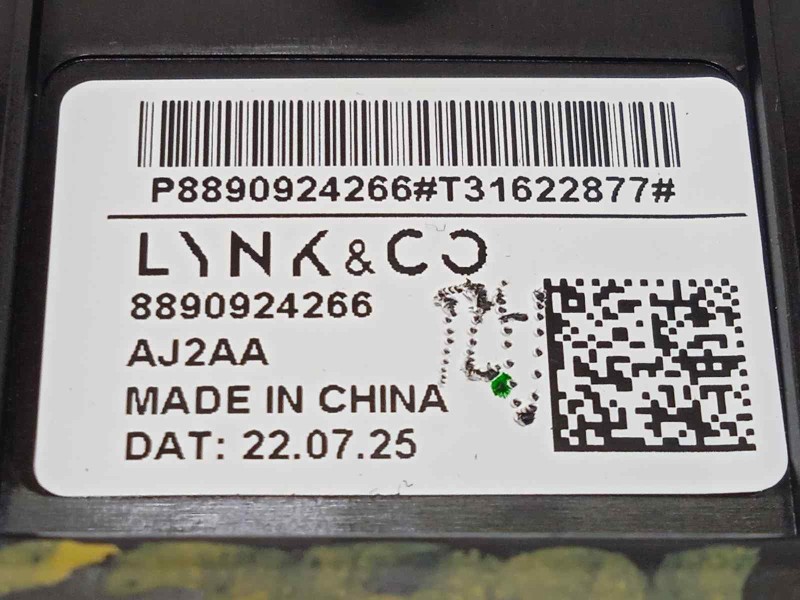 P8890924266#T31622877#
LYNK & CO
8890924266
AJ2AA
MADE IN CHINA
DAT: 22.07.25